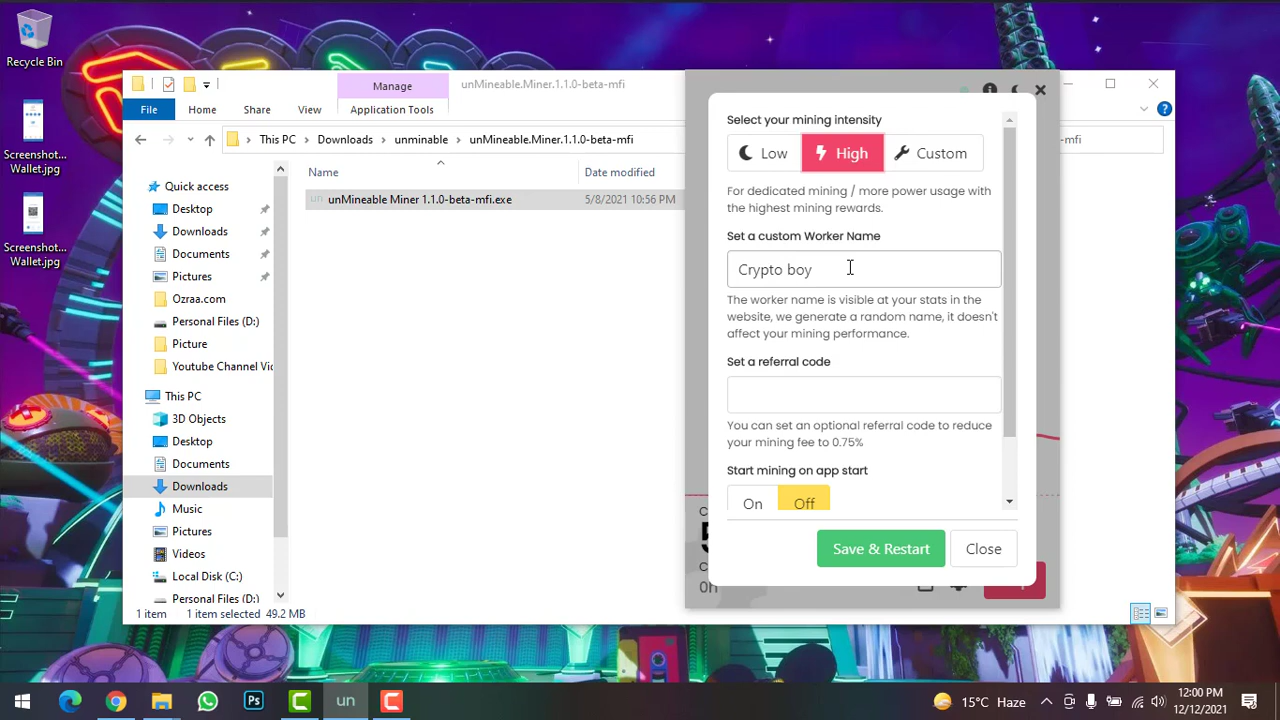 Recycle Bin
Screenshot...
Wallet.jpg
Screenshot...
Wallet.jpg
Manage
unMineable.Miner.1.1.0-beta-mfi
File
Home
Share
View
Application Tools
This PC
Downloads
unminable
unMineable.Miner.1.1.0-beta-mfi
-mfi
Name
Date modified
unMineable Miner 1.1.0-beta-mfi.exe
5/8/2021 10:56 PM
Quick access
Desktop
Downloads
Documents
Pictures
Ozraa.com
Personal Files (D:)
Picture
Youtube Channel Vic
This PC
3D Objects
Desktop
Documents
Downloads
Music
Pictures
Videos
Local Disk (C:)
Personal Files (D:)
1 item
1 item selected
49.2 MB
Select your mining intensity
Low
High
Custom
For dedicated mining / more power usage with
the highest mining rewards.
Set a custom Worker Name
Crypto boy
The worker name is visible at your stats in the
website, we generate a random name, it doesn't
affect your mining performance.
Set a referral code
You can set an optional referral code to reduce
your mining fee to 0.75%
Start mining on app start
On
Off
Save & Restart
Close
Ps
un
15°C Haze
12:00 PM
12/12/2021